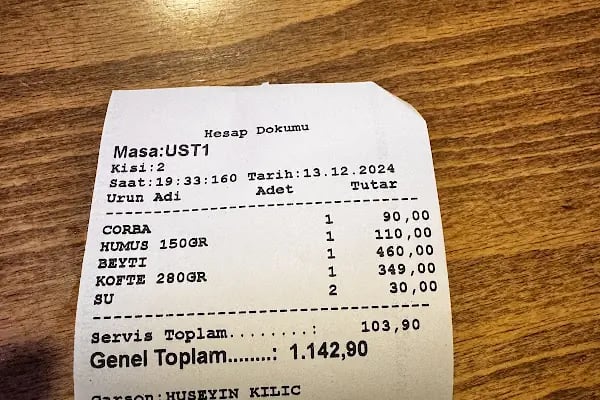 Hesap Dokumu
Masa:UST1
Kisi:2
Saat:19:33:160 Tarih:13.12.2024
Urun Adi Adet Tutar
CORBA 1 90,00
HUMUS 150GR 1 110,00
BEYTI 1 460,00
KOFTE 280GR 1 349,00
SU 2 30,00
Servis Toplam........: 103,90
Genel Toplam.......: 1.142,90
Garson:HUSEYIN KILIC